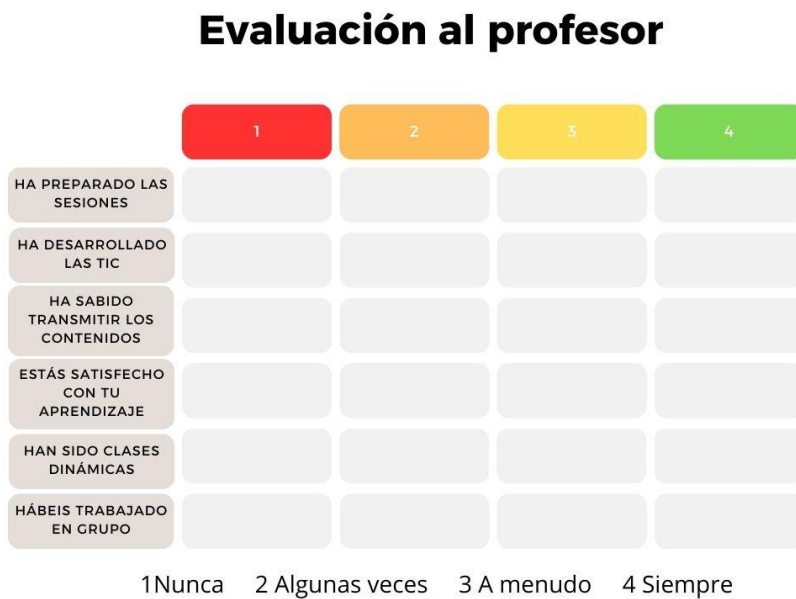 Evaluación al profesor
1 2 3 4
HA PREPARADO LAS
SESIONES
HA DESARROLLADO
LAS TIC
HA SABIDO
TRANSMITIR LOS
CONTENIDOS
ESTÁS SATISFECHO
CON TU
APRENDIZAJE
HAN SIDO CLASES
DINÁMICAS
HÁBEIS TRABAJADO
EN GRUPO
1Nunca 2 Algunas veces 3 A menudo 4 Siempre